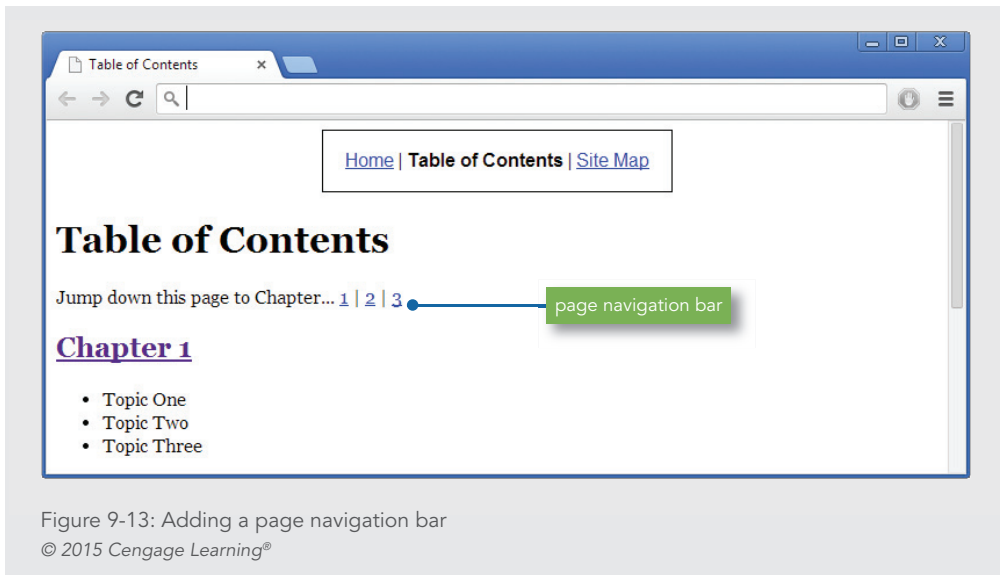 Table of Contents
Home | Table of Contents | Site Map
Table of Contents
Jump down this page to Chapter... 1 | 2 | 3
page navigation bar
Chapter 1
• Topic One
• Topic Two
• Topic Three
Figure 9-13: Adding a page navigation bar
© 2015 Cengage Learning®